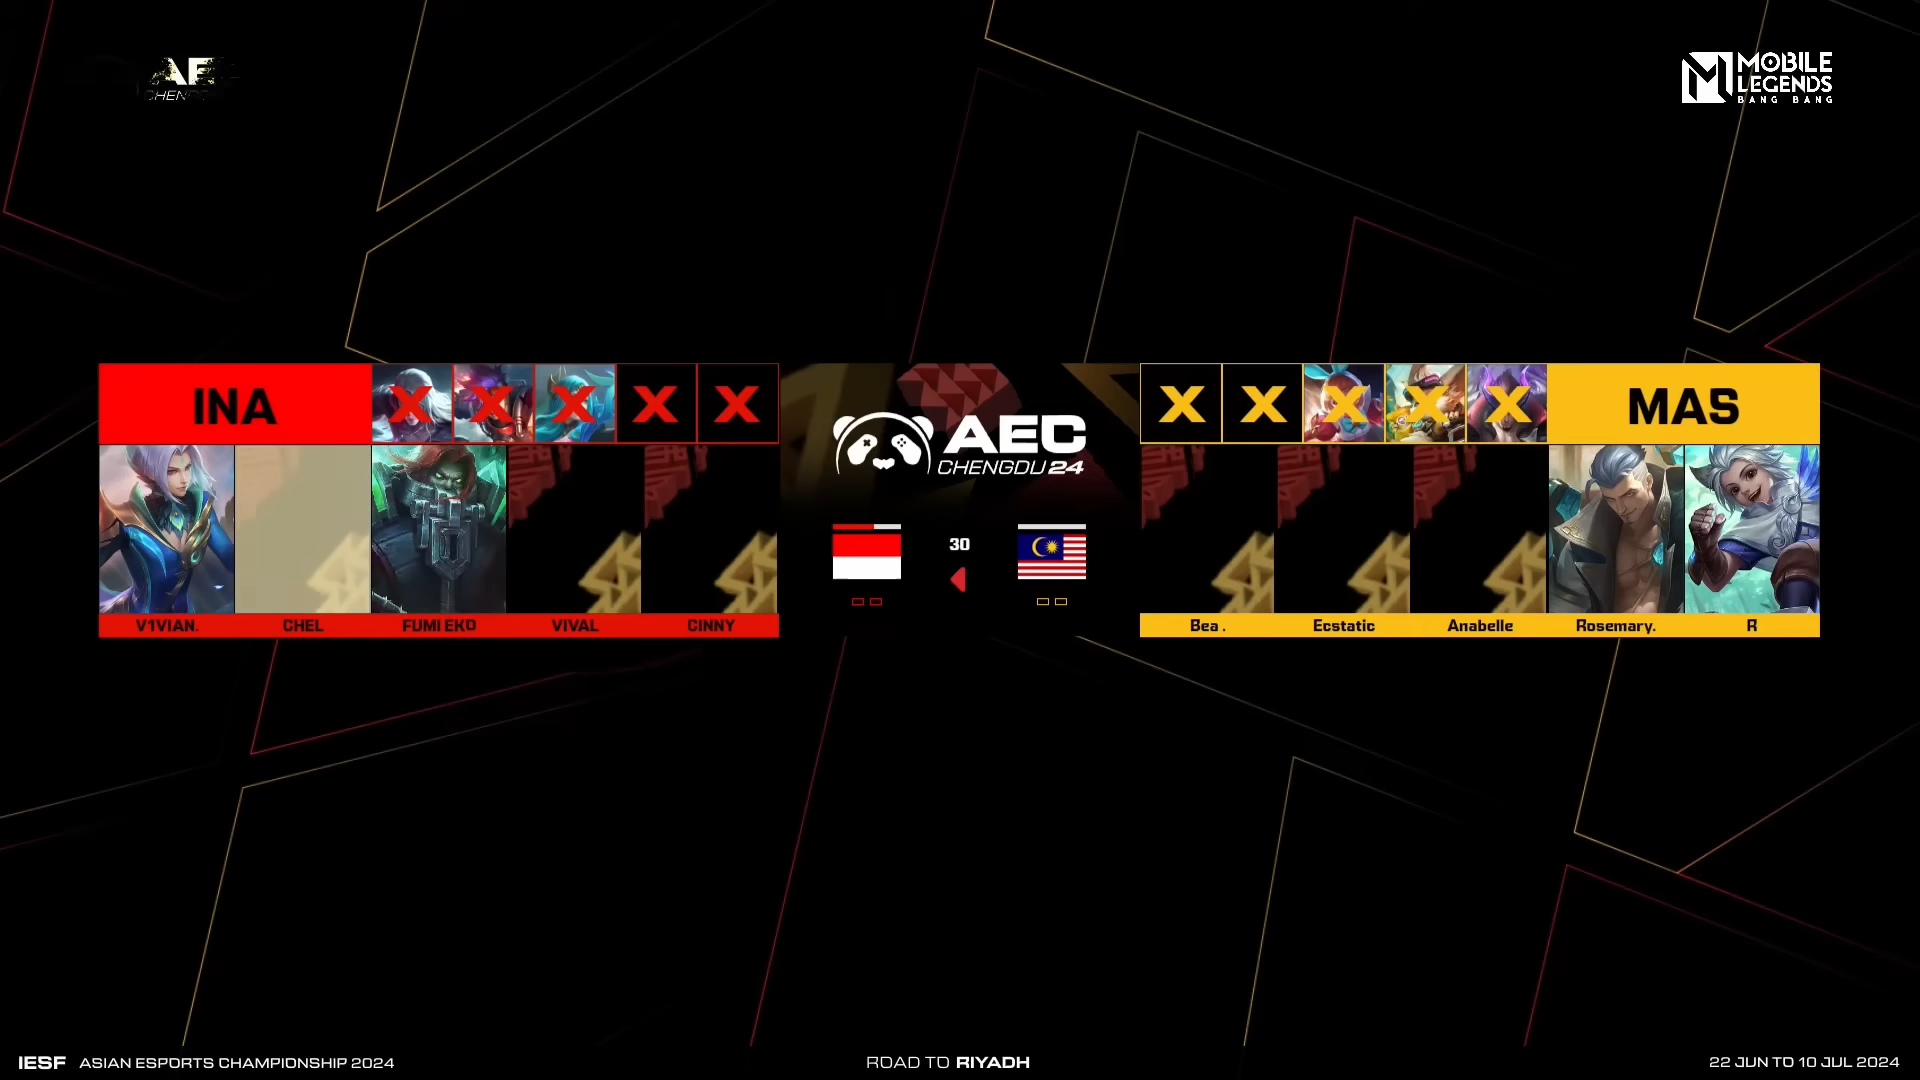 MOBILE
LEGENDS
BANG BANG
INA
MAS
AEC
CHENGDU 24
30
V1VIAN.
CHEL
FUMI EKO
VIVAL
CINNY
Bea .
Ecstatic
Anabelle
Rosemary.
R
IESF ASIAN ESPORTS CHAMPIONSHIP 2024
ROAD TO RIYADH
22 JUN TO 10 JUL 2024